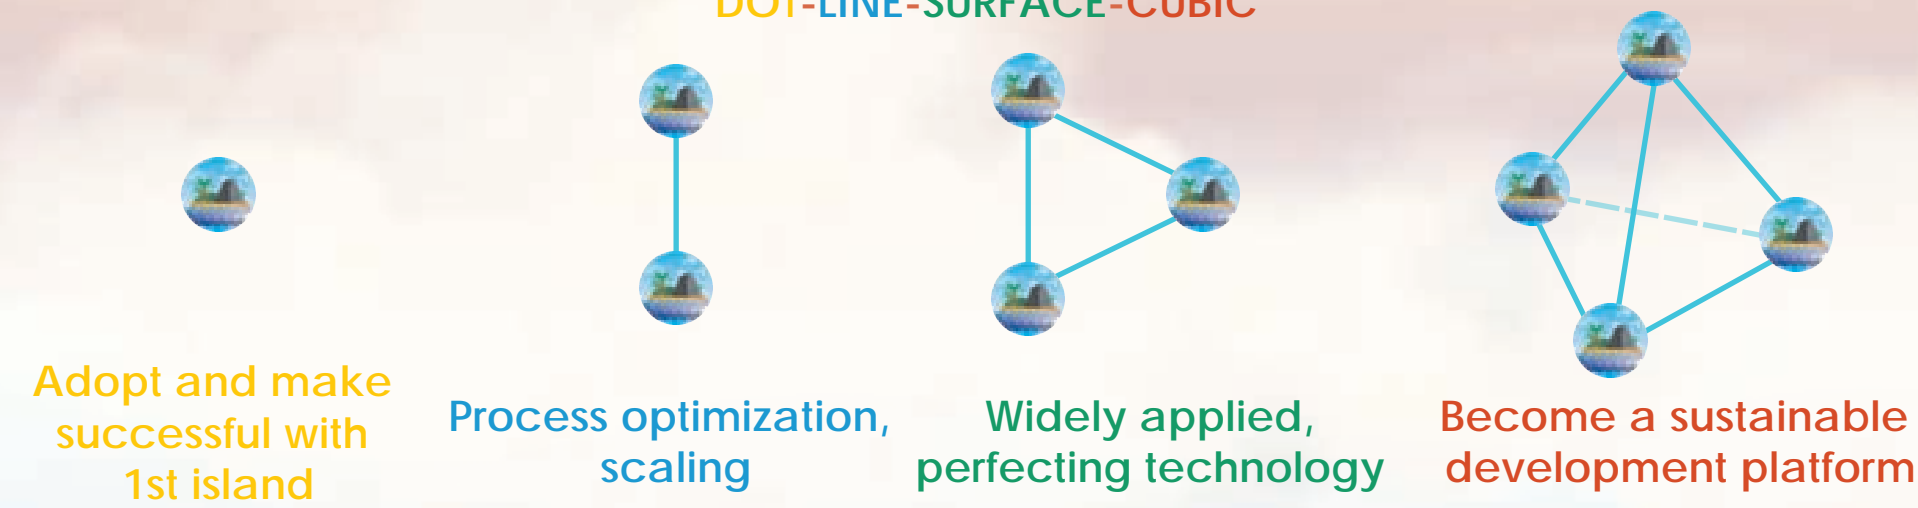 DOT-LINE-SURFACE-CUBIC
Adopt and make
successful with
1st island
Process optimization,
scaling
Widely applied,
perfecting technology
Become a sustainable
development platform